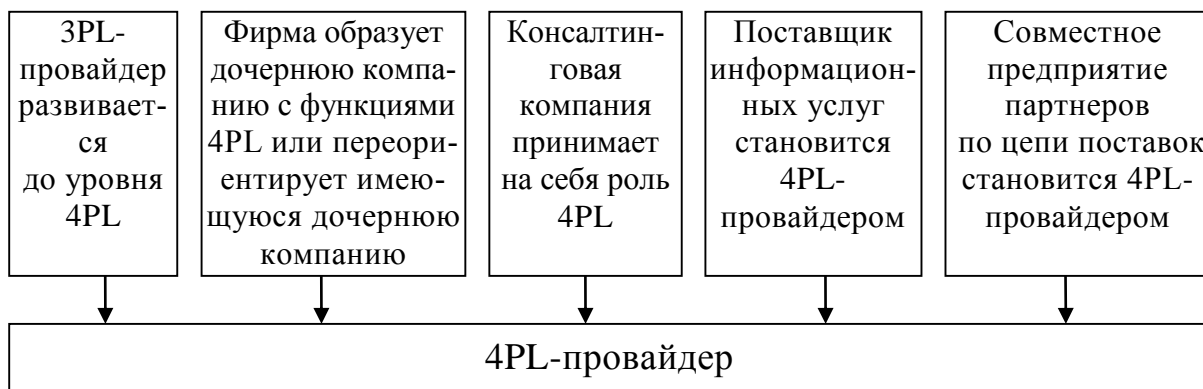 3PL-
провайдер
развивает-
ся
до уровня
4PL
Фирма образует
дочернюю компа-
нию с функциями
4PL или переори-
ентирует имею-
щуюся дочернюю
компанию
Консалтин-
говая
компания
принимает
на себя роль
4PL
Поставщик
информацион-
ных услуг
становится
4PL-
провайдером
Совместное
предприятие
партнеров
по цепи поставок
становится 4PL-
провайдером
4PL-провайдер